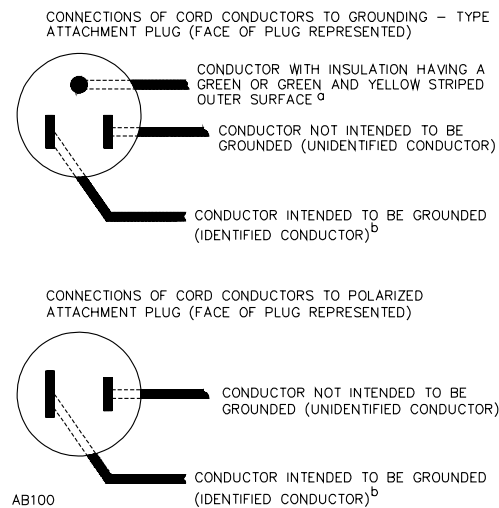 CONNECTIONS OF CORD CONDUCTORS TO GROUNDING – TYPE
ATTACHMENT PLUG (FACE OF PLUG REPRESENTED)
CONDUCTOR WITH INSULATION HAVING A
GREEN OR GREEN AND YELLOW STRIPED
OUTER SURFACE a
CONDUCTOR NOT INTENDED TO BE
GROUNDED (UNIDENTIFIED CONDUCTOR)
CONDUCTOR INTENDED TO BE GROUNDED
(IDENTIFIED CONDUCTOR) b
CONNECTIONS OF CORD CONDUCTORS TO POLARIZED
ATTACHMENT PLUG (FACE OF PLUG REPRESENTED)
CONDUCTOR NOT INTENDED TO BE
GROUNDED (UNIDENTIFIED CONDUCTOR)
CONDUCTOR INTENDED TO BE GROUNDED
(IDENTIFIED CONDUCTOR) b
AB100